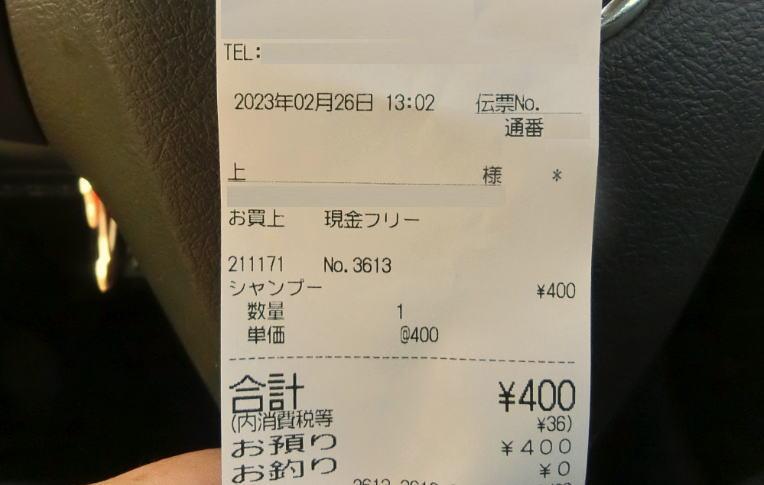 TEL:
2023年02月26日 13:02 伝票No.
通番
上 様 *
お買上 現金フリー
211171 No.3613
シャンプー ¥400
数量 1
単価 @400
合計 ¥400
(内消費税等 ¥36)
お預り ¥400
お釣り ¥0